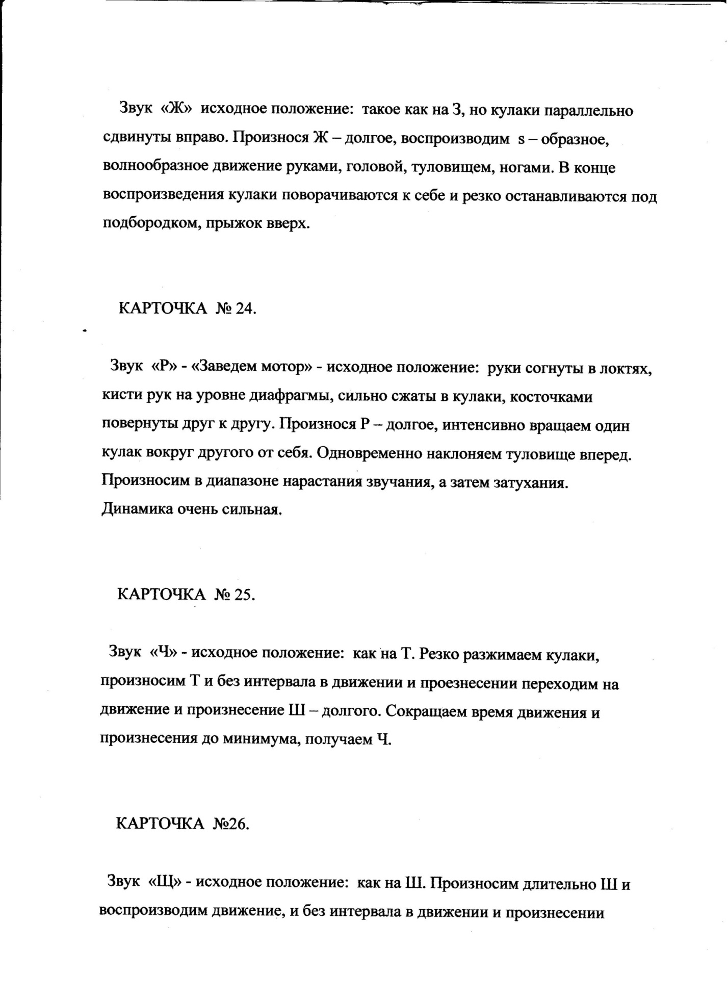 Звук «Ж» исходное положение: такое как на З, но кулаки параллельно
сдвинуты вправо. Произнося Ж – долгое, воспроизводим s – образное,
волнообразное движение руками, головой, туловищем, ногами. В конце
воспроизведения кулаки поворачиваются к себе и резко останавливаются под
подбородком, прыжок вверх.
КАРТОЧКА № 24.
Звук «Р» - «Заведем мотор» - исходное положение: руки согнуты в локтях,
кисти рук на уровне диафрагмы, сильно сжаты в кулаки, косточками
повернуты друг к другу. Произнося Р – долгое, интенсивно вращаем один
кулак вокруг другого от себя. Одновременно наклоняем туловище вперед.
Произносим в диапазоне нарастания звучания, а затем затухания.
Динамика очень сильная.
КАРТОЧКА № 25.
Звук «Ч» - исходное положение: как на Т. Резко разжимаем кулаки,
произносим Т и без интервала в движении и проезнесении переходим на
движение и произнесение Ш – долгого. Сокращаем время движения и
произнесения до минимума, получаем Ч.
КАРТОЧКА №26.
Звук «Щ» - исходное положение: как на Ш. Произносим длительно Ш и
воспроизводим движение, и без интервала в движении и произнесении